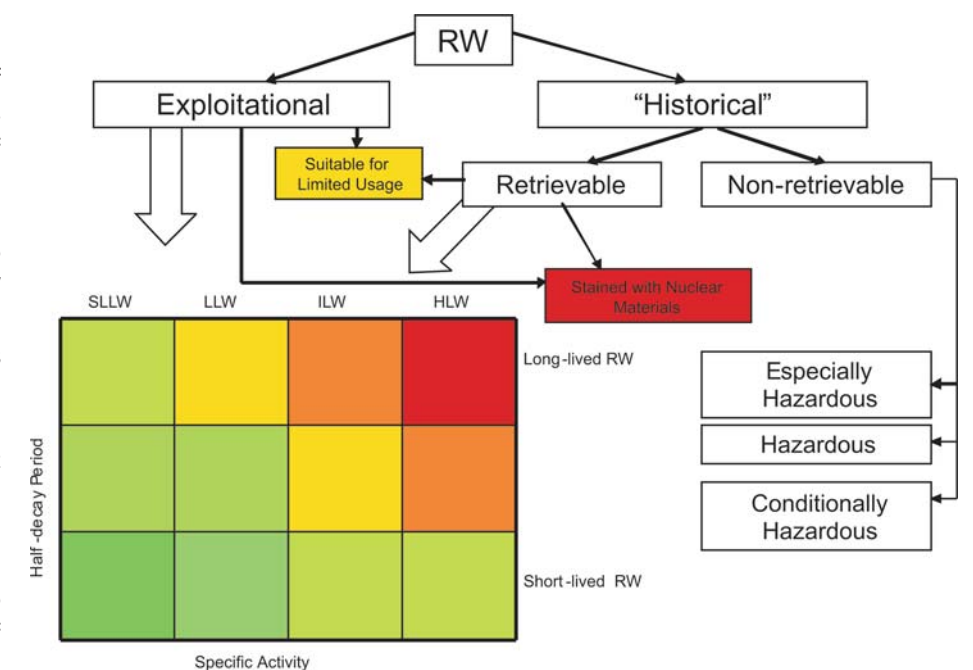 RW
Exploitational
“Historical”
Suitable for
Limited Usage
Retrievable
Non-retrievable
Stained with Nuclear
Materials
SLLW LLW ILW HLW
Long-lived RW
Especially
Hazardous
Hazardous
Conditionally
Hazardous
Half-decay Period
Short-lived RW
Specific Activity